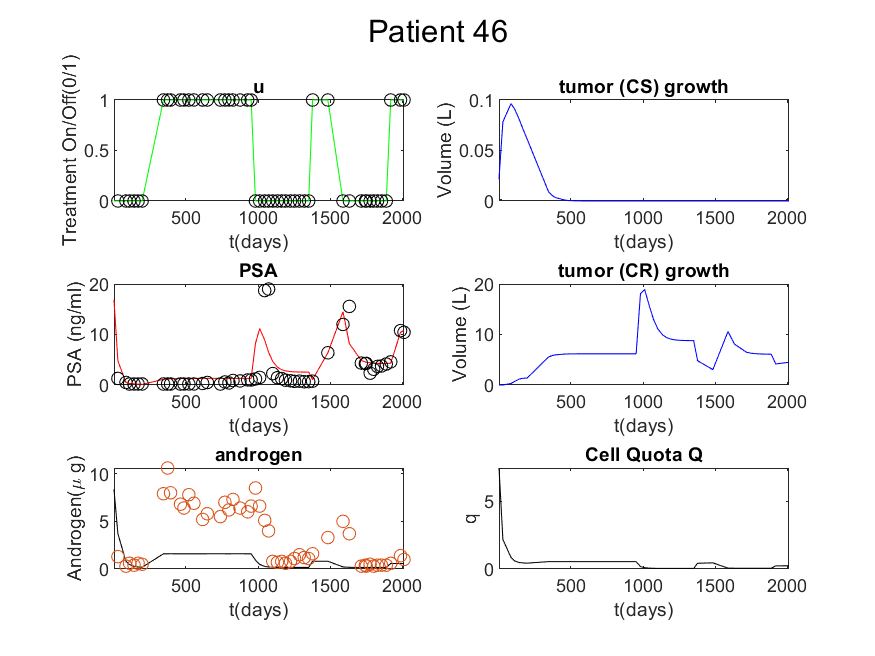 Patient 46
u
Treatment On/Off(0/1)
1
0.5
0
500
1000
1500
2000
t(days)
tumor (CS) growth
Volume (L)
0.1
0.05
0
500
1000
1500
2000
t(days)
PSA
PSA (ng/ml)
20
10
0
500
1000
1500
2000
t(days)
tumor (CR) growth
Volume (L)
20
10
0
500
1000
1500
2000
t(days)
androgen
Androgen(μ g)
10
5
0
500
1000
1500
2000
t(days)
Cell Quota Q
q
5
0
500
1000
1500
2000
t(days)